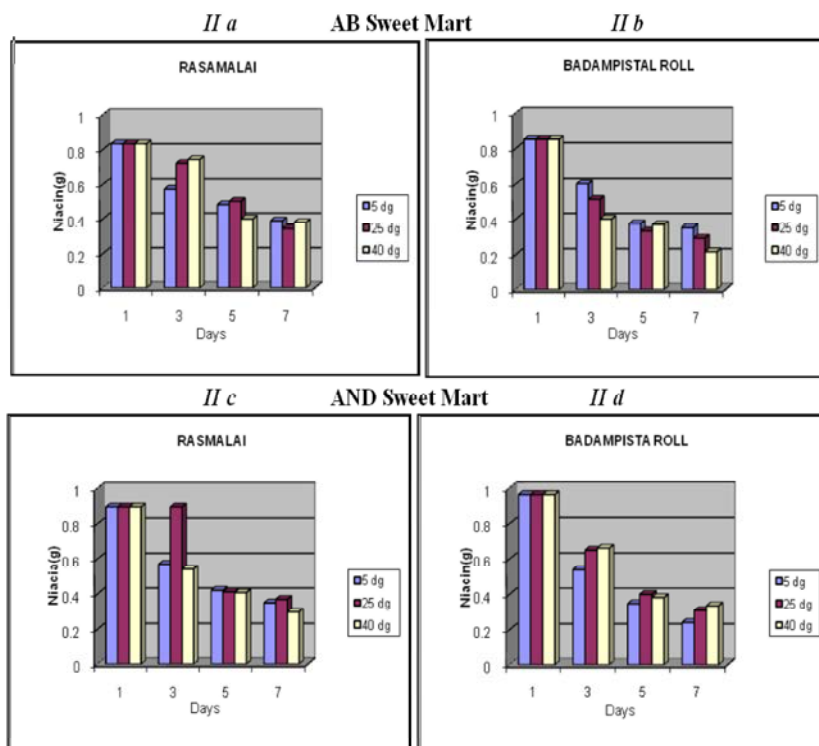 II a AB Sweet Mart II b
RASAMALAI
Niacin(g)
1
0.8
0.6
0.4
0.2
0
1 3 5 7
Days
5 dg
25 dg
40 dg
BADAMPISTAL ROLL
Niacin(g)
1
0.8
0.6
0.4
0.2
0
1 3 5 7
Days
5 dg
25 dg
40 dg
II c AND Sweet Mart II d
RASMALAI
Niacia(g)
1
0.8
0.6
0.4
0.2
0
1 3 5 7
Days
5 dg
25 dg
40 dg
BADAMPISTA ROLL
Niacin(g)
1
0.8
0.6
0.4
0.2
0
1 3 5 7
Days
5 dg
25 dg
40 dg